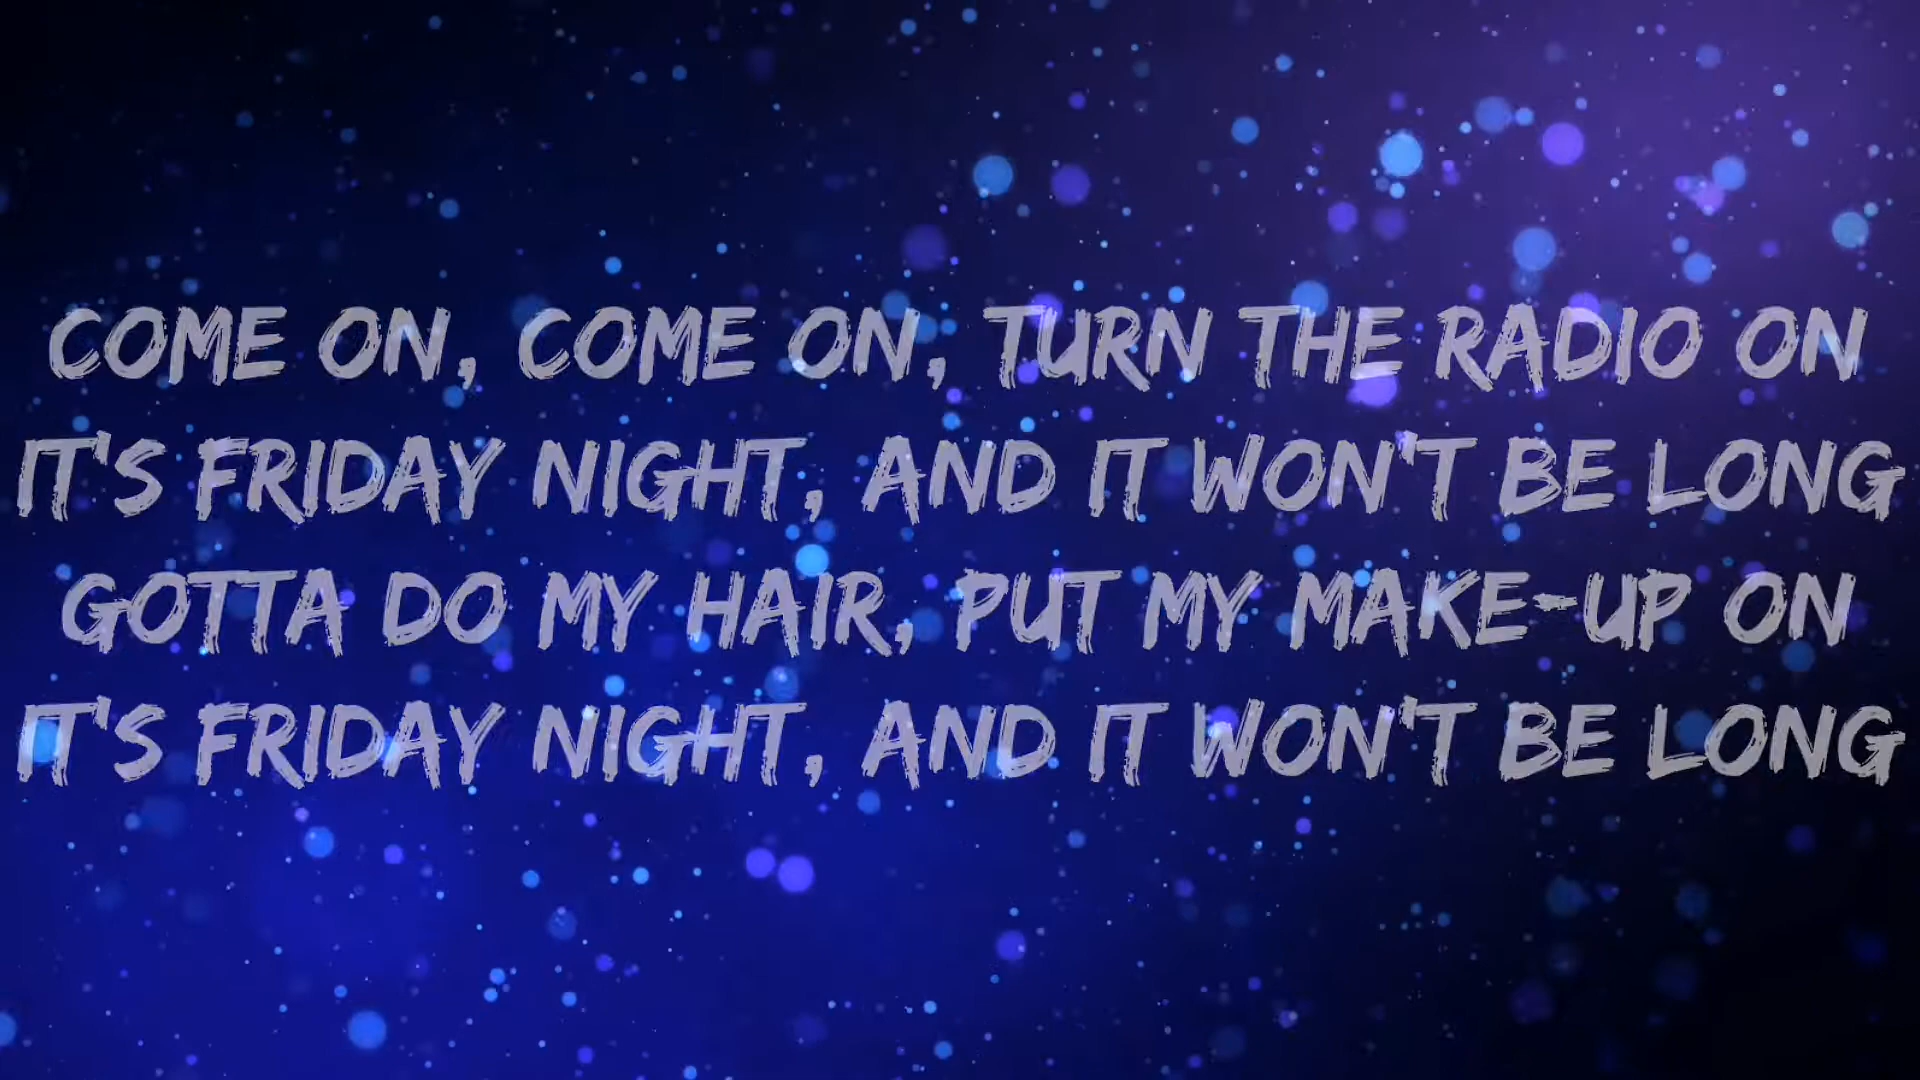 COME ON, COME ON, TURN THE RADIO ON
IT'S FRIDAY NIGHT, AND IT WON'T BE LONG
GOTTA DO MY HAIR, PUT MY MAKE-UP ON
IT'S FRIDAY NIGHT, AND IT WON'T BE LONG